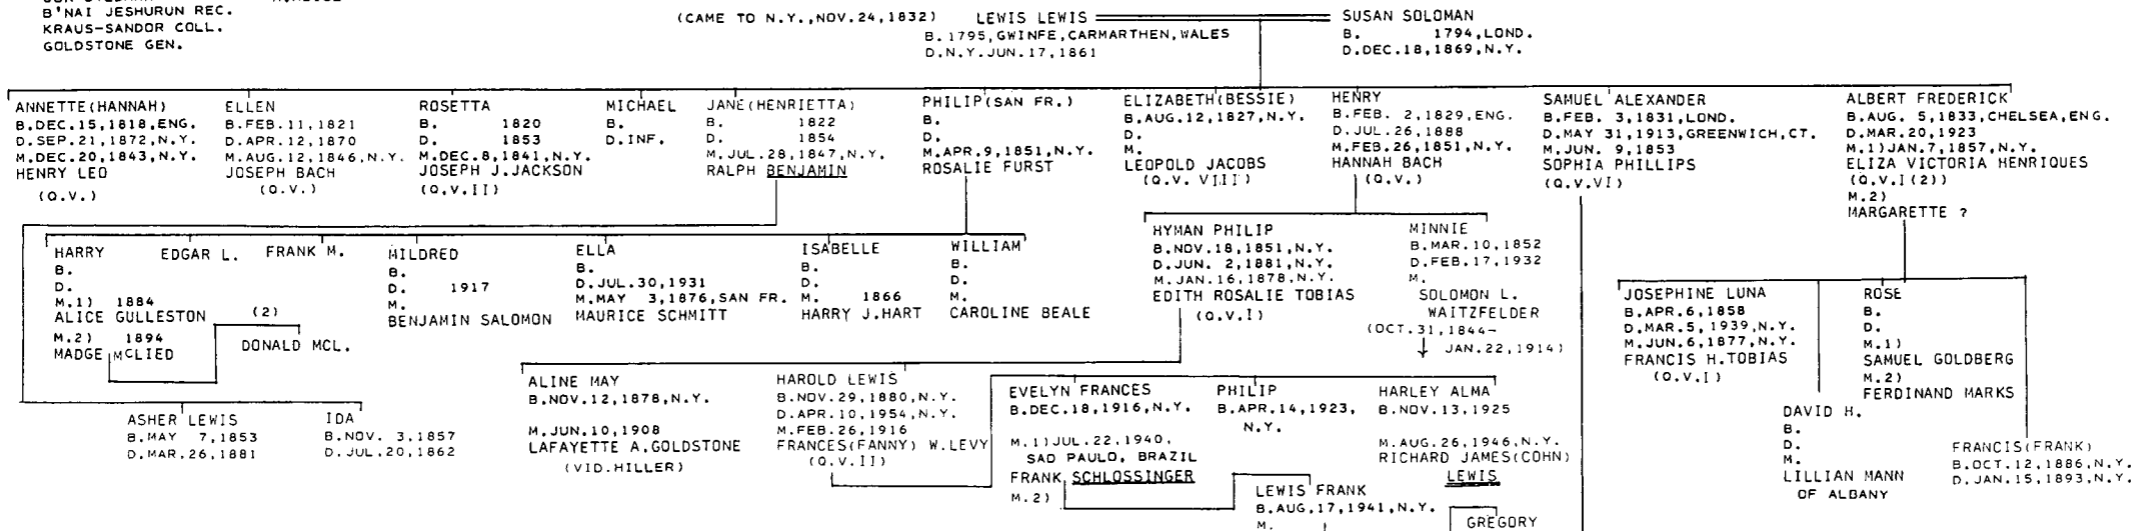 B'NAI JESHURUN REC.
KRAUS-SANDOR COLL.
GOLDSTONE GEN.
(CAME TO N.Y.,NOV.24,1832)
LEWIS LEWIS
B. 1795,GWINFE,CARMARTHEN,WALES
D.N.Y.JUN.17,1861
SUSAN SOLOMAN
B. 1794,LOND.
D.DEC.18,1869,N.Y.
ANNETTE(HANNAH)
B.DEC.15,1818,ENG.
D.SEP.21,1872,N.Y.
M.DEC.20,1843,N.Y.
HENRY LEO
(Q.V.)
ELLEN
B.FEB.11,1821
D.APR.12,1870
M.AUG.12,1846,N.Y.
JOSEPH BACH
(Q.V.)
ROSETTA
B. 1820
D. 1853
M.DEC.8,1841,N.Y.
JOSEPH J.JACKSON
(Q.V.II)
MICHAEL
B.
D.INF.
JANE(HENRIETTA)
B. 1822
D. 1854
M.JUL.28,1847,N.Y.
RALPH BENJAMIN
PHILIP(SAN FR.)
B.
D.
M.APR.9,1851,N.Y.
ROSALIE FURST
ELIZABETH(BESSIE)
B.AUG.12,1827,N.Y.
D.
M.
LEOPOLD JACOBS
(Q.V. VIII)
HENRY
B.FEB. 2,1829,ENG.
D.JUL.26,1888
M.FEB.26,1851,N.Y.
HANNAH BACH
(Q.V.)
SAMUEL ALEXANDER
B.FEB. 3,1831,LOND.
D.MAY 31,1913,GREENWICH,CT.
M.JUN. 9,1853
SOPHIA PHILLIPS
(Q.V.VI)
ALBERT FREDERICK
B.AUG. 5,1833,CHELSEA,ENG.
D.MAR.20,1923
M.1)JAN.7,1857,N.Y.
ELIZA VICTORIA HENRIQUES
(Q.V.I(2))
M.2)
MARGARETTE ?
HARRY
B.
D.
M.1) 1884
ALICE GULLESTON
M.2) 1894
MADGE MCLIED
(2)
DONALD MCL.
EDGAR L.
FRANK M.
MILDRED
B.
D. 1917
M.
BENJAMIN SALOMON
ELLA
B.
D.JUL.30,1931
M.MAY 3,1876,SAN FR.
MAURICE SCHMITT
ISABELLE
B.
D.
M. 1866
HARRY J.HART
WILLIAM
B.
D.
M.
CAROLINE BEALE
HYMAN PHILIP
B.NOV.18,1851,N.Y.
D.JUN. 2,1881,N.Y.
M.JAN.16,1878,N.Y.
EDITH ROSALIE TOBIAS
(Q.V.I)
MINNIE
B.MAR.10,1852
D.FEB.17,1932
M.
SOLOMON L.
WAITZFELDER
(OCT.31,1844-
JAN.22,1914)
JOSEPHINE LUNA
B.APR.6,1858
D.MAR.5,1939,N.Y.
M.JUN.6,1877,N.Y.
FRANCIS H.TOBIAS
(Q.V.I)
ROSE
B.
D.
M.1)
SAMUEL GOLDBERG
M.2)
FERDINAND MARKS
DAVID H.
B.
D.
M.
LILLIAN MANN
OF ALBANY
FRANCIS(FRANK)
B.OCT.12,1886,N.Y.
D.JAN.15,1893,N.Y.
ASHER LEWIS
B.MAY 7,1853
D.MAR.26,1881
IDA
B.NOV. 3,1857
D.JUL.20,1862
ALINE MAY
B.NOV.12,1878,N.Y.
M.JUN.10,1908
LAFAYETTE A.GOLDSTONE
(VID.HILLER)
HAROLD LEWIS
B.NOV.29,1880,N.Y.
D.APR.10,1954,N.Y.
M.FEB.26,1916
FRANCES(FANNY) W.LEVY
(Q.V.II)
EVELYN FRANCES
B.DEC.18,1916,N.Y.
M.1)JUL.22,1940,
SAO PAULO, BRAZIL
FRANK SCHLOSSINGER
M.2)
PHILIP
B.APR.14,1923,
N.Y.
HARLEY ALMA
B.NOV.13,1925
M.AUG.26,1946,N.Y.
RICHARD JAMES(COHN)
LEWIS
LEWIS FRANK
B.AUG.17,1941,N.Y.
M.
GREGORY